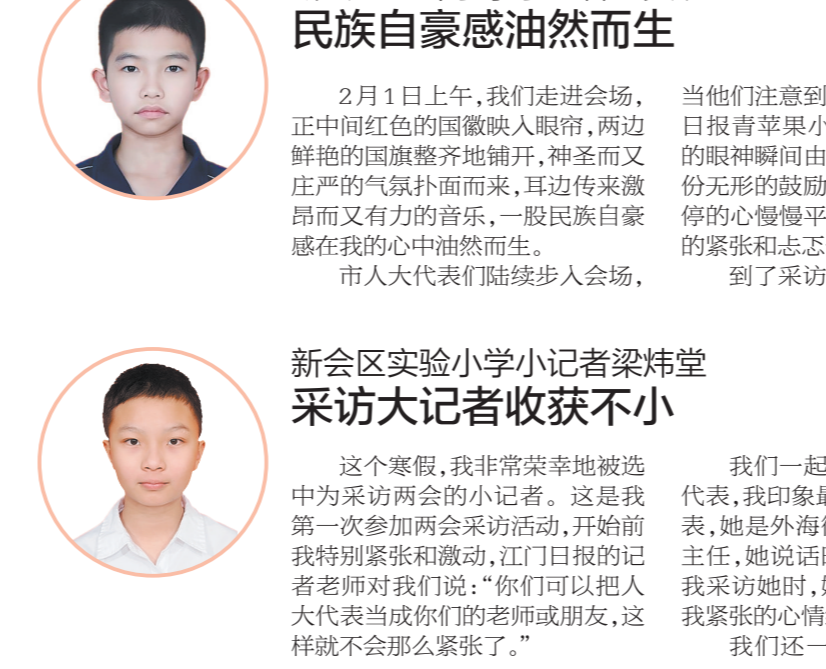 民族自豪感油然而生
2月1日上午,我们走进会场,
正中间红色的国徽映入眼帘,两边
鲜艳的国旗整齐地铺开,神圣而又
庄严的气氛扑面而来,耳边传来激
昂而又有力的音乐,一股民族自豪
感在我的心中油然而生。
市人大代表们陆续步入会场,
当他们注意到
日报青苹果小
的眼神瞬间由
份无形的鼓励
停的心慢慢平
的紧张和忐忑
到了采访
新会区实验小学小记者梁炜堂
采访大记者收获不小
这个寒假,我非常荣幸地被选
中为采访两会的小记者。这是我
第一次参加两会采访活动,开始前
我特别紧张和激动,江门日报的记
者老师对我们说:“你们可以把人
大代表当成你们的老师或朋友,这
样就不会那么紧张了。”
我们一起
代表,我印象最
表,她是外海街
主任,她说话时
我采访她时,她
我紧张的心情
我们还一